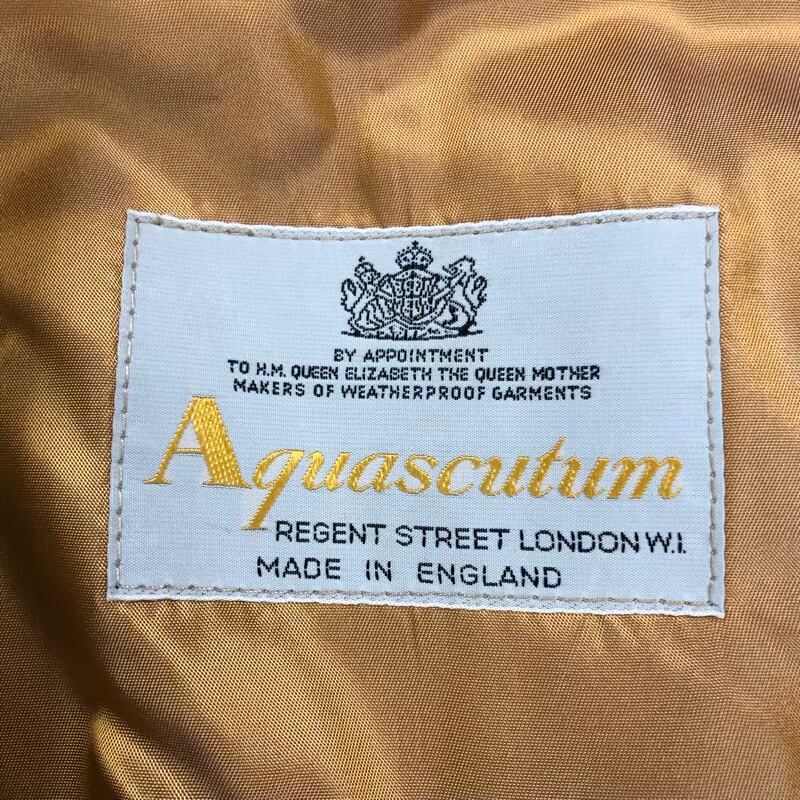 BY APPOINTMENT
TO H.M. QUEEN ELIZABETH THE QUEEN MOTHER
MAKERS OF WEATHERPROOF GARMENTS
Aquascutum
REGENT STREET LONDON W.I.
MADE IN ENGLAND